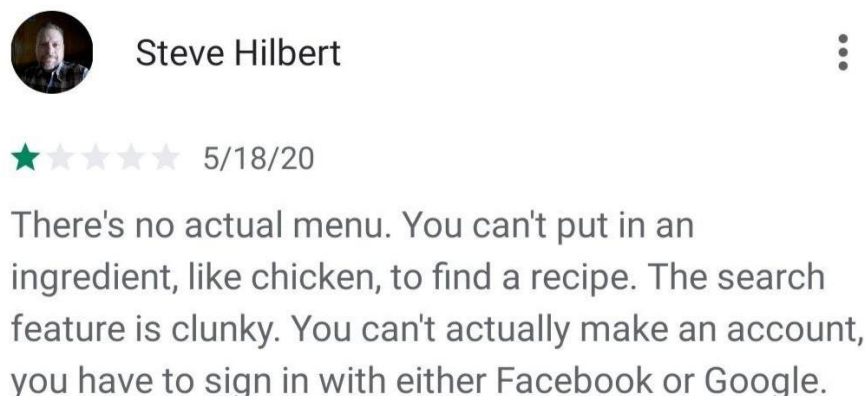 Steve Hilbert
5/18/20
There's no actual menu. You can't put in an
ingredient, like chicken, to find a recipe. The search
feature is clunky. You can't actually make an account,
you have to sign in with either Facebook or Google.